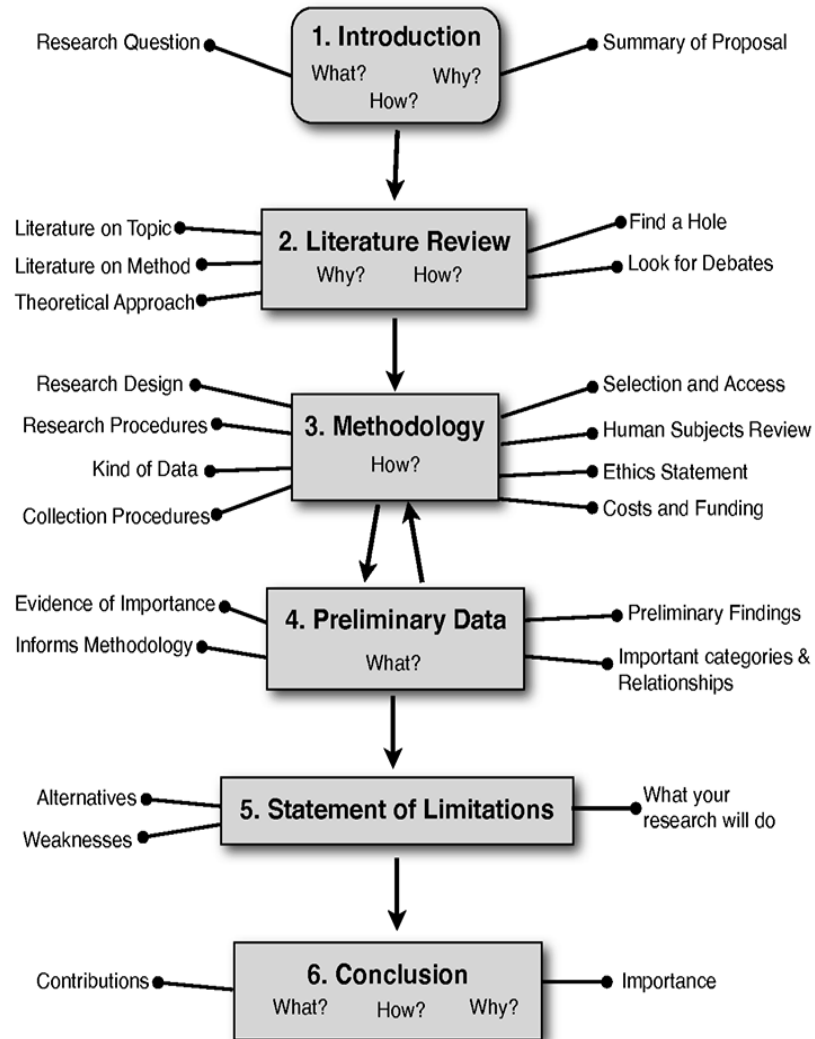 1. Introduction
Research Question
Summary of Proposal
What?
Why?
How?
2. Literature Review
Literature on Topic
Find a Hole
Literature on Method
Look for Debates
Why?
How?
Theoretical Approach
3. Methodology
Research Design
Selection and Access
Research Procedures
Human Subjects Review
How?
Kind of Data
Ethics Statement
Collection Procedures
Costs and Funding
4. Preliminary Data
Evidence of Importance
Preliminary Findings
Informs Methodology
What?
Important categories &
Relationships
5. Statement of Limitations
Alternatives
What your
research will do
Weaknesses
6. Conclusion
Contributions
Importance
What?
How?
Why?